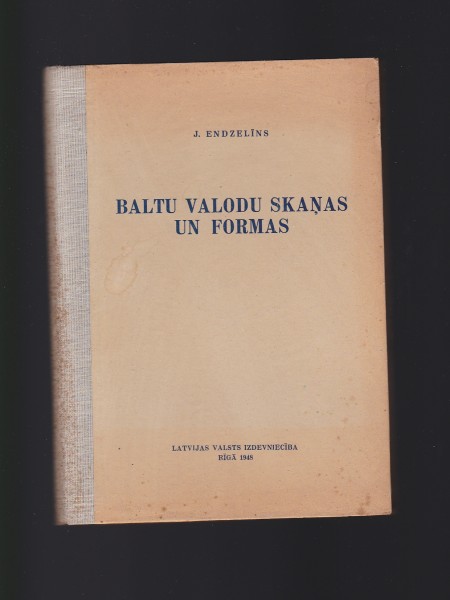 J. ENDZELĪNS
BALTU VALODU SKAŅAS
UN FORMAS
LATVIJAS VALSTS IZDEVNIECĪBA
RĪGĀ 1948